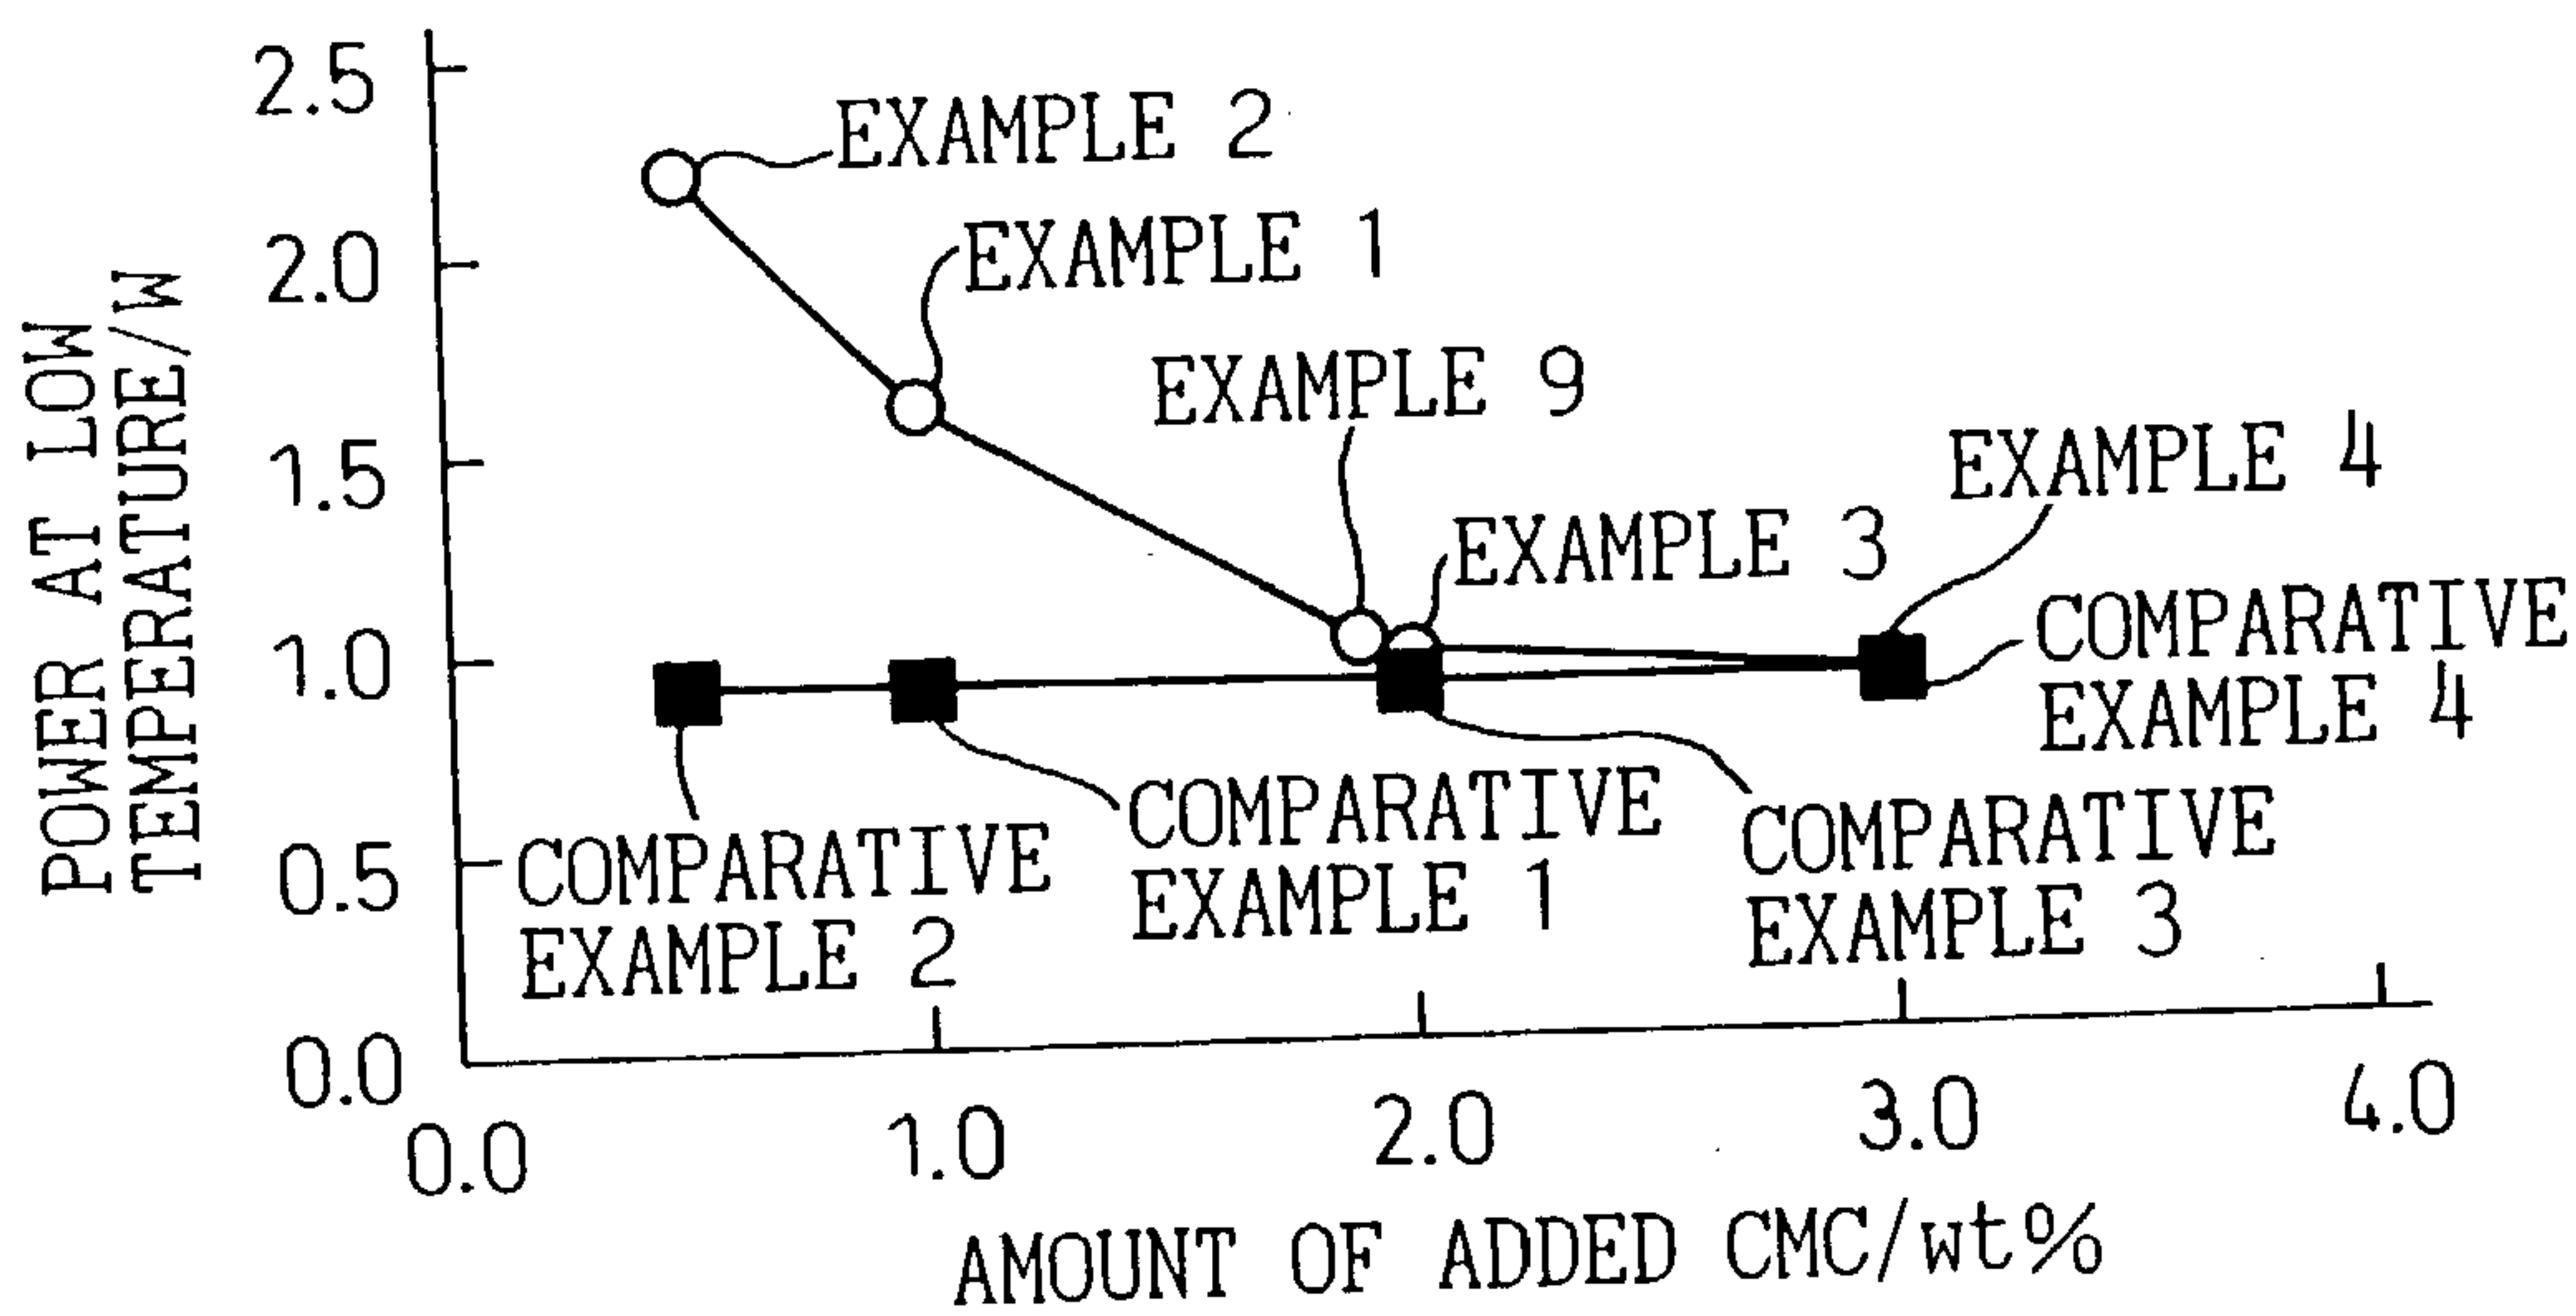 POWER AT LOW
TEMPERATURE/W
2.5
2.0
1.5
1.0
0.5
0.0
EXAMPLE 2
EXAMPLE 1
EXAMPLE 9
EXAMPLE 3
EXAMPLE 4
COMPARATIVE
EXAMPLE 4
COMPARATIVE
EXAMPLE 2
COMPARATIVE
EXAMPLE 1
COMPARATIVE
EXAMPLE 3
0.0
1.0
2.0
3.0
4.0
AMOUNT OF ADDED CMC/wt%